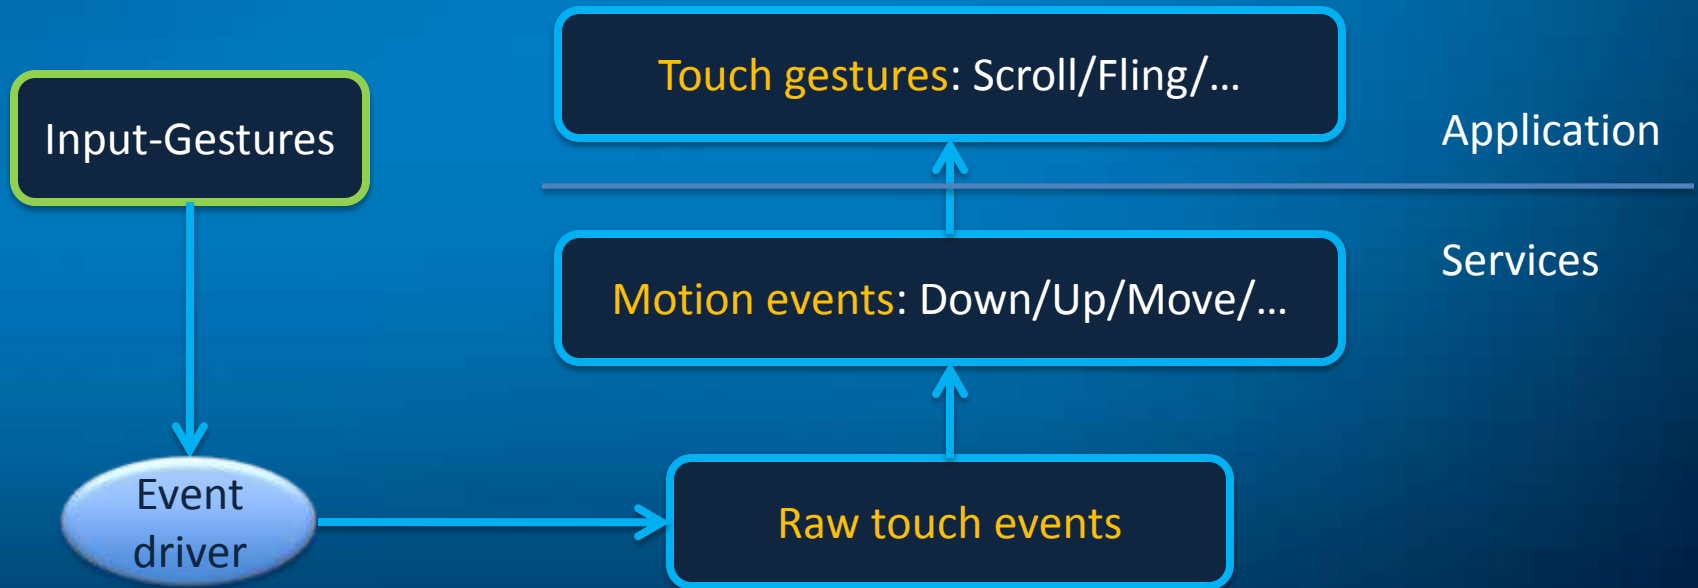 Touch gestures: Scroll/Fling/…
Input-Gestures
Application
Services
Motion events: Down/Up/Move/…
Event
driver
Raw touch events